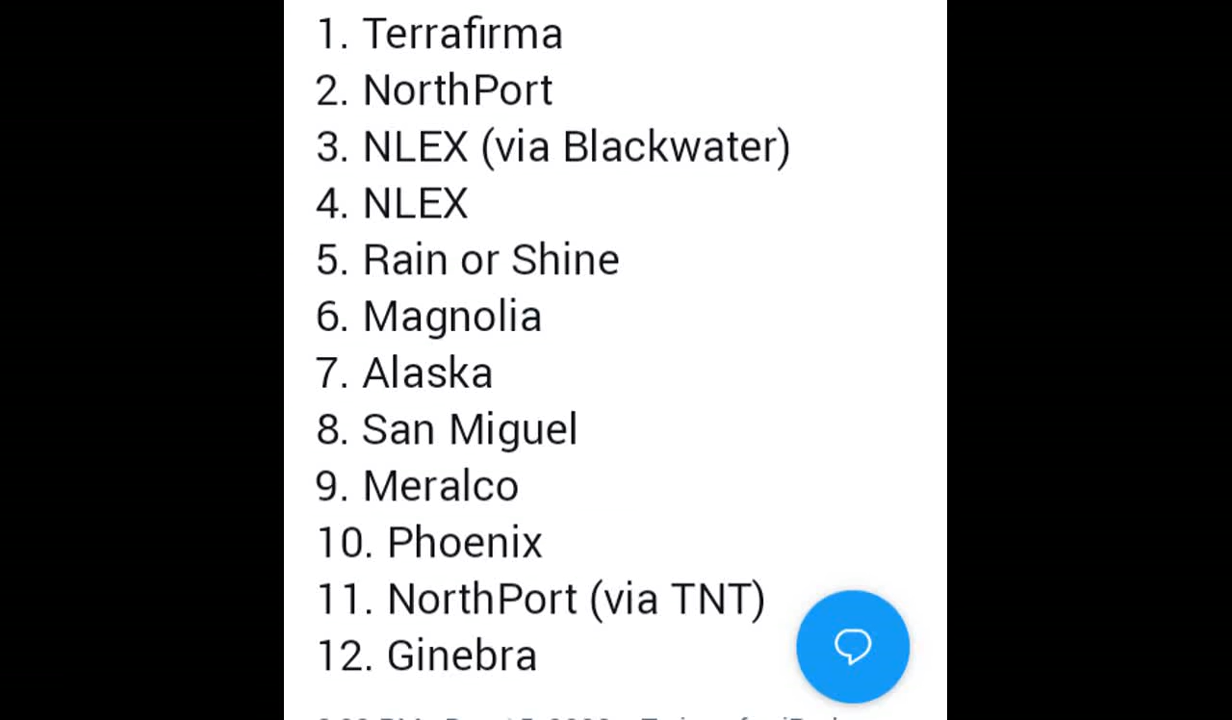 1. Terrafirma
2. NorthPort
3. NLEX (via Blackwater)
4. NLEX
5. Rain or Shine
6. Magnolia
7. Alaska
8. San Miguel
9. Meralco
10. Phoenix
11. NorthPort (via TNT)
12. Ginebra